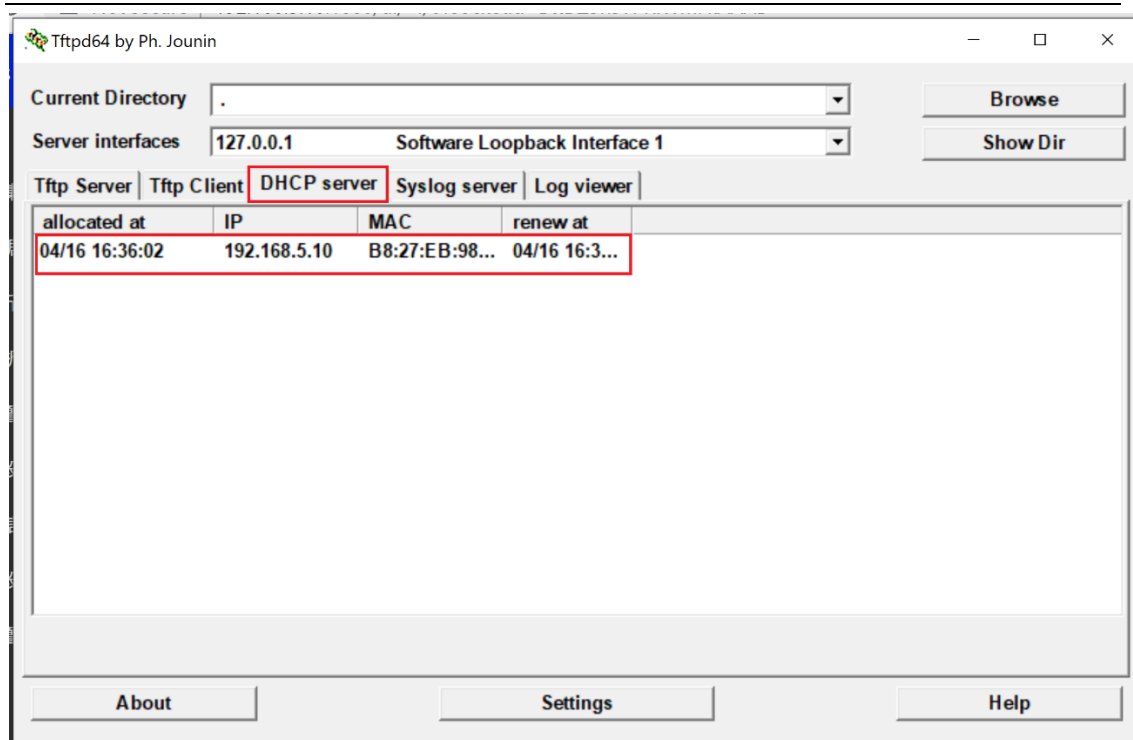 Tftpd64 by Ph. Jounin
Current Directory . Browse
Server interfaces 127.0.0.1 Software Loopback Interface 1 Show Dir
Tftp Server Tftp Client DHCP server Syslog server Log viewer
allocated at IP MAC renew at
04/16 16:36:02 192.168.5.10 B8:27:EB:98... 04/16 16:3...
About Settings Help